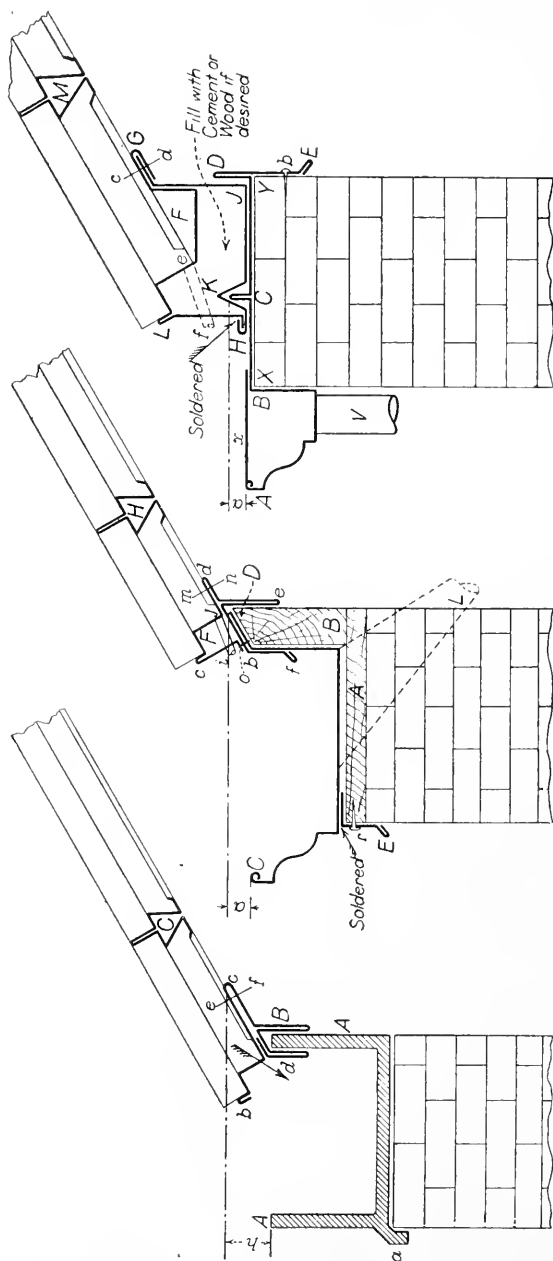 C
e
c
f
b
d
B
h
A
A
a
H
m
d
n
J
F
c
i
D
o
b
e
a
C
f
B
A
L
Soldered
r
E
M
G
c
d
F
e
L
K
f
Fill with
Cement or
Wood if
desired
D
J
Soldered
H
C
Y
b
E
a
x
A
B
X
V